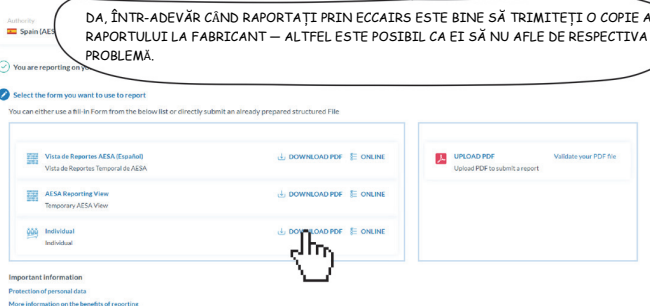 DA, ÎNTR-ADEVĂR CÂND RAPORTAȚI PRIN ECCAIRS ESTE BINE SĂ TRIMITEȚI O COPIE A
RAPORTULUI LA FABRICANT — ALTFEL ESTE POSIBIL CA EI SĂ NU AFLE DE RESPECTIVA
PROBLEMĂ.
Authority
Spain (AES
You are reporting on y
Select the form you want to use to report
You can either use a fill-in Form from the below list or directly submit an already prepared structured File
Vista de Reportes AESA (Español) DOWNLOAD PDF ONLINE
Vista de Reportes Temporal de AESA
AESA Reporting View DOWNLOAD PDF ONLINE
Temporary AESA View
Individual DOWNLOAD PDF ONLINE
Individual
UPLOAD PDF Validate your PDF file
Upload PDF to submit a report
Important information
Protection of personal data
More information on the benefits of reporting